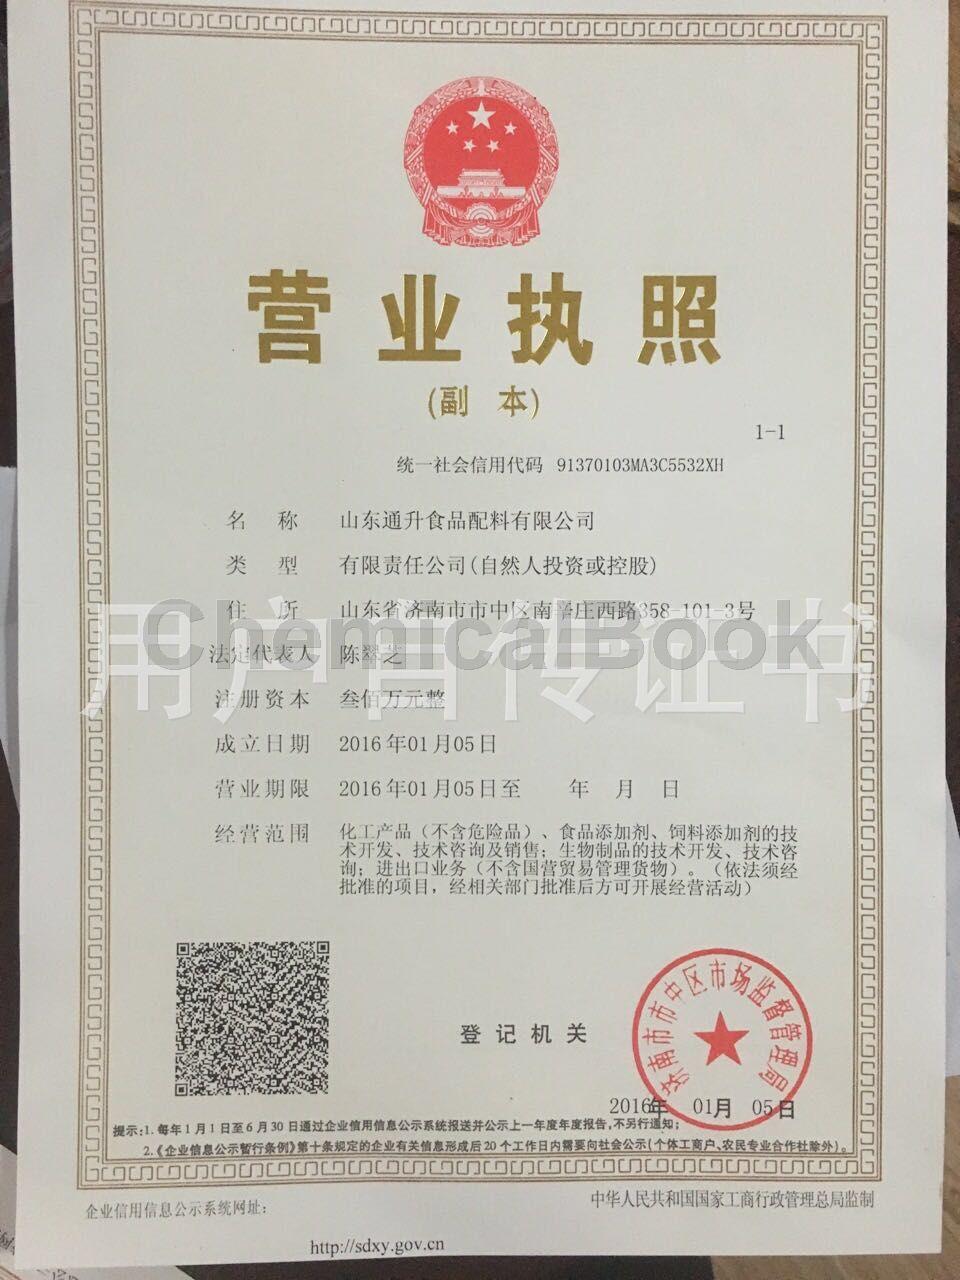 营业执照
(副 本)
1-1
统一社会信用代码 91370103MA3C5532XH
名 称 山东通升食品配料有限公司
类 型 有限责任公司(自然人投资或控股)
住 所 山东省济南市市中区南辛庄西路358-101-3号
法定代表人 陈翠芝
注册资本 叁佰万元整
成立日期 2016年01月05日
营业期限 2016年01月05日至 年 月 日
经营范围 化工产品（不含危险品）、食品添加剂、饲料添加剂的技
术开发、技术咨询及销售；生物制品的技术开发、技术咨
询；进出口业务（不含国营贸易管理货物）。（依法须经
批准的项目，经相关部门批准后方可开展经营活动）
ChemicalBook
用户宣传证书
登记机关
济南市市中区市场监督管理局
2016年 01月 05日
提示：1. 每年1月1日至6月30日通过企业信用信息公示系统报送并公示上一年度年度报告，不另行通知；
2.《企业信息公示暂行条例》第十条规定的企业有关信息形成后20个工作日内需要向社会公示(个体工商户、农民专业合作社除外)。
企业信用信息公示系统网址：
中华人民共和国国家工商行政管理总局监制
http://sdxy.gov.cn